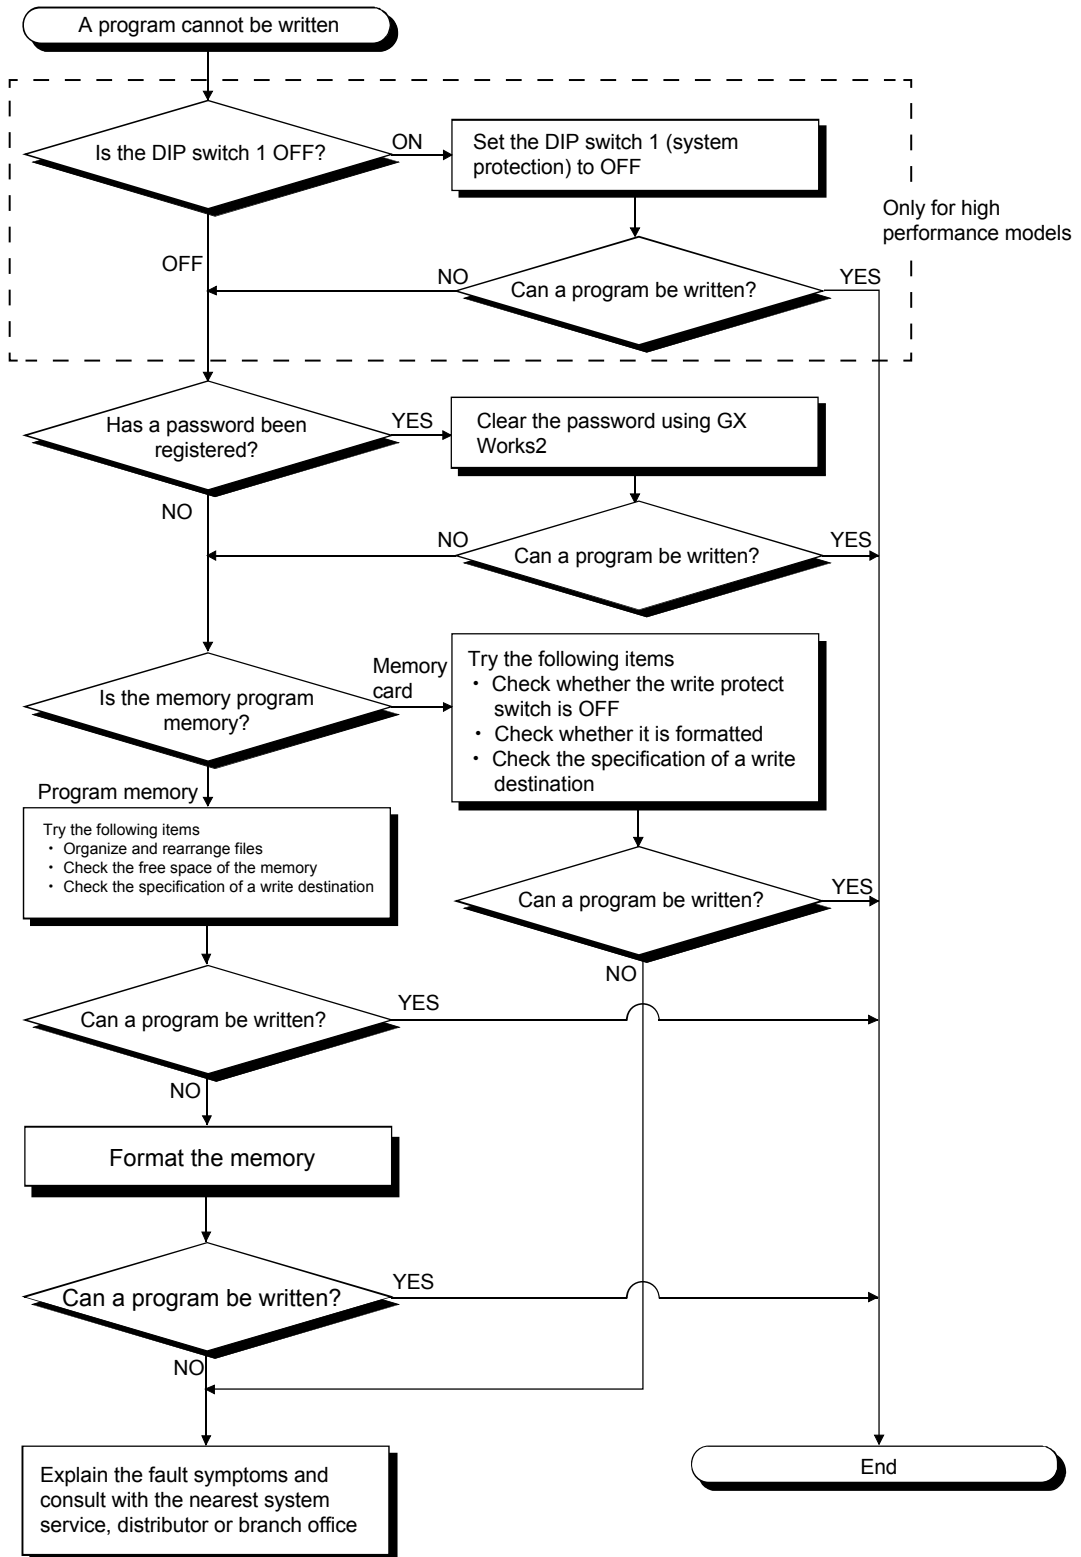 A program cannot be written
Is the DIP switch 1 OFF?
ON
Set the DIP switch 1 (system
protection) to OFF
Only for high
performance models
OFF
NO
Can a program be written?
YES
Has a password been
registered?
YES
Clear the password using GX
Works2
NO
NO
Can a program be written?
YES
Is the memory program
memory?
Memory
card
Try the following items
・ Check whether the write protect
switch is OFF
・ Check whether it is formatted
・ Check the specification of a write
destination
Program memory
Try the following items
・ Organize and rearrange files
・ Check the free space of the memory
・ Check the specification of a write destination
Can a program be written?
YES
NO
Can a program be written?
YES
NO
Format the memory
Can a program be written?
YES
NO
Explain the fault symptoms and
consult with the nearest system
service, distributor or branch office
End